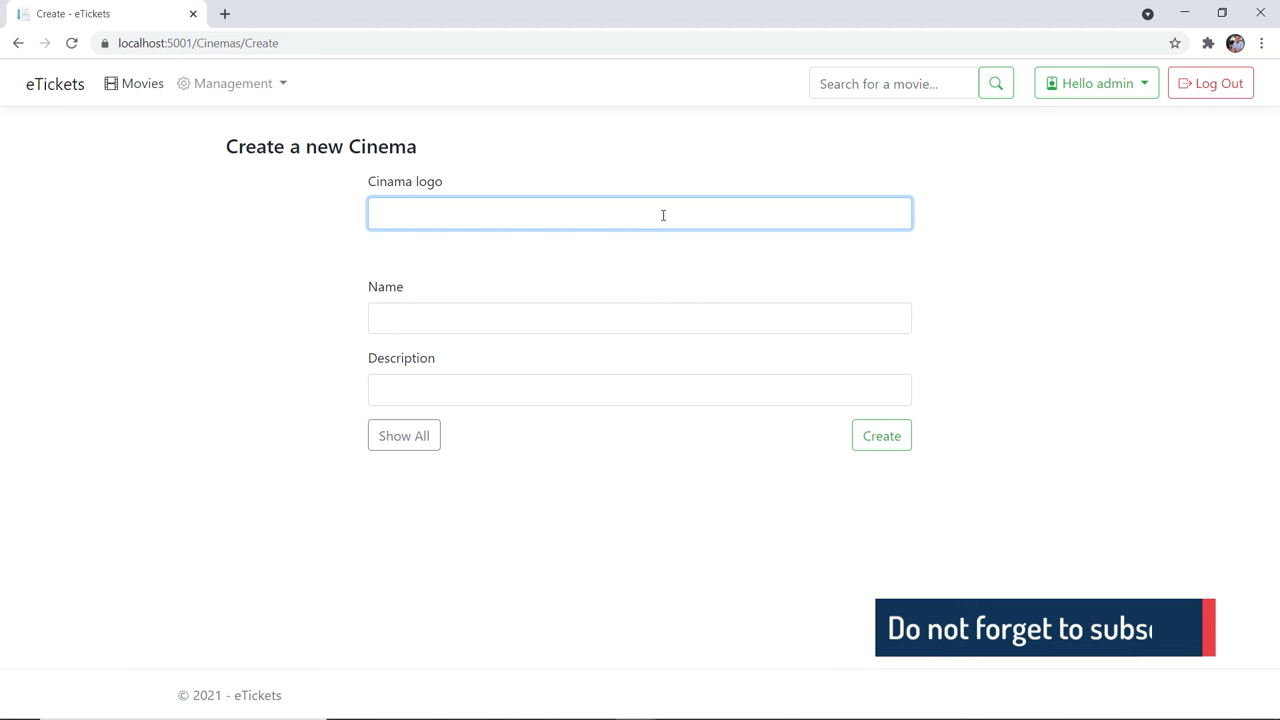 Create - eTickets
localhost:5001/Cinemas/Create
eTickets Movies Management Search for a movie... Hello admin Log Out
Create a new Cinema
Cinama logo
Name
Description
Show All Create
Do not forget to subs
© 2021 - eTickets